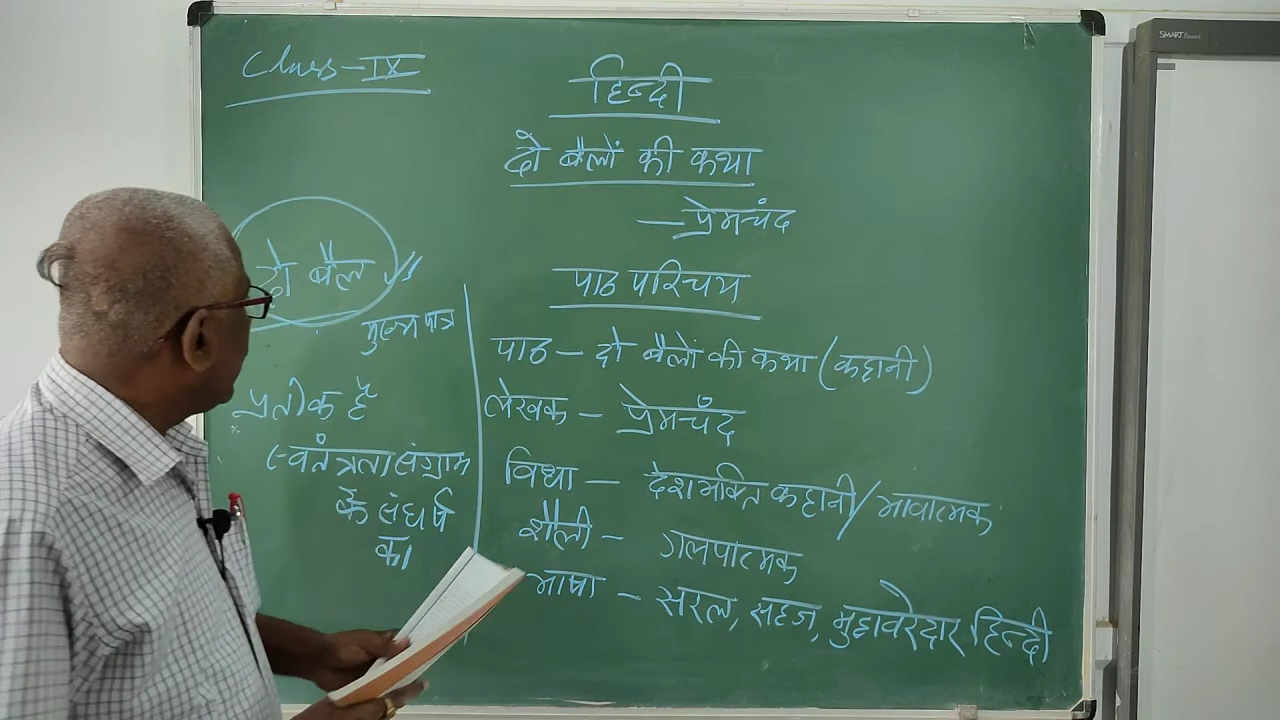 Class-IX
हिन्दी
दो बैलों की कथा
— प्रेमचंद
पाठ परिचय
पाठ – दो बैलों की कथा (कहानी)
लेखक – प्रेमचंद
विधा – देशभक्ति कहानी/भावात्मक
शैली – गलपात्मक
भाषा – सरल, सहज, मुहावरेदार हिन्दी
दो बैल
मुख्य पात्र
प्रतीक है
स्वतंत्रता संग्राम
के संघर्ष
का
SMART Board